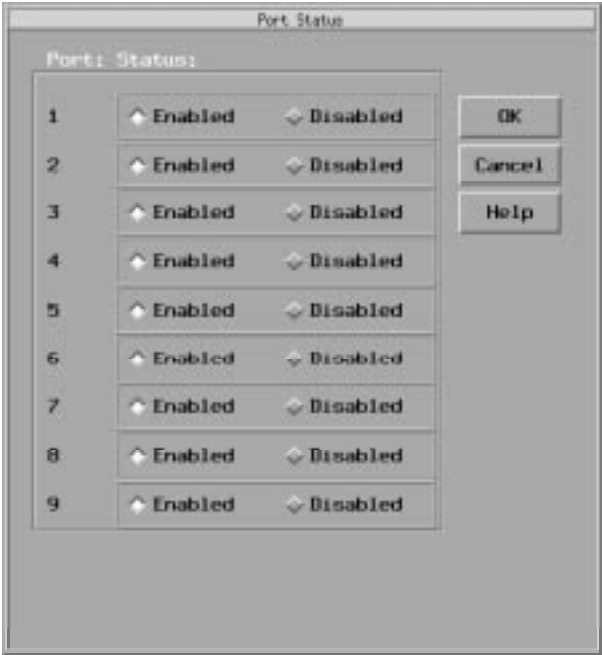 Port Status
Port: Status:
1 Enabled Disabled OK
2 Enabled Disabled Cancel
3 Enabled Disabled Help
4 Enabled Disabled
5 Enabled Disabled
6 Enabled Disabled
7 Enabled Disabled
8 Enabled Disabled
9 Enabled Disabled